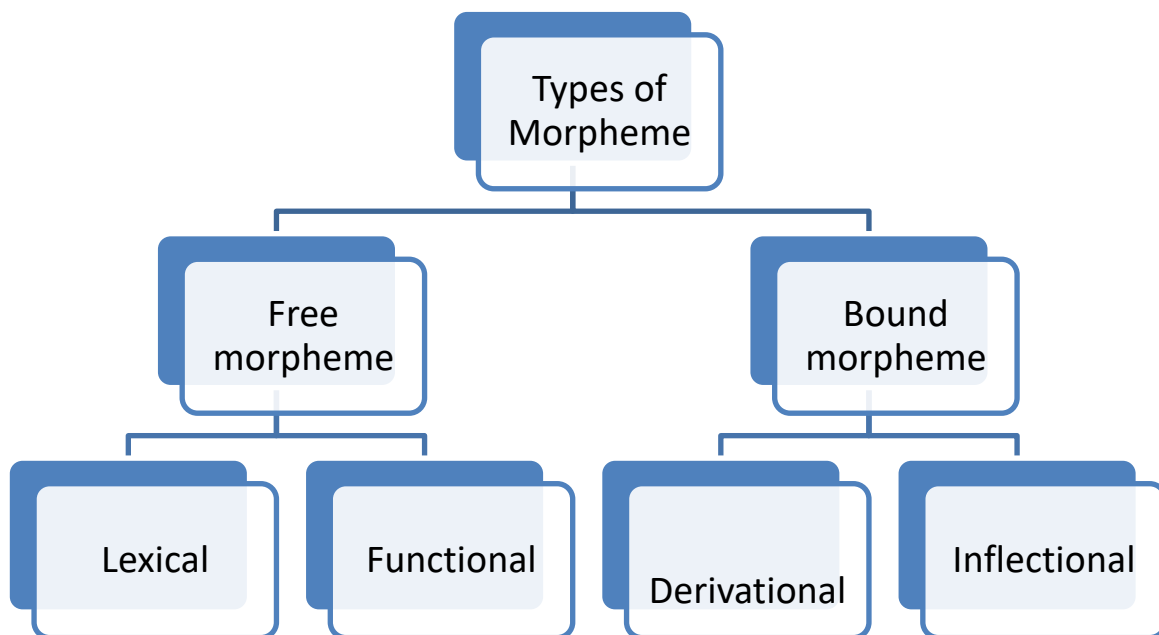 Types of
Morpheme
Free
morpheme
Bound
morpheme
Lexical
Functional
Derivational
Inflectional